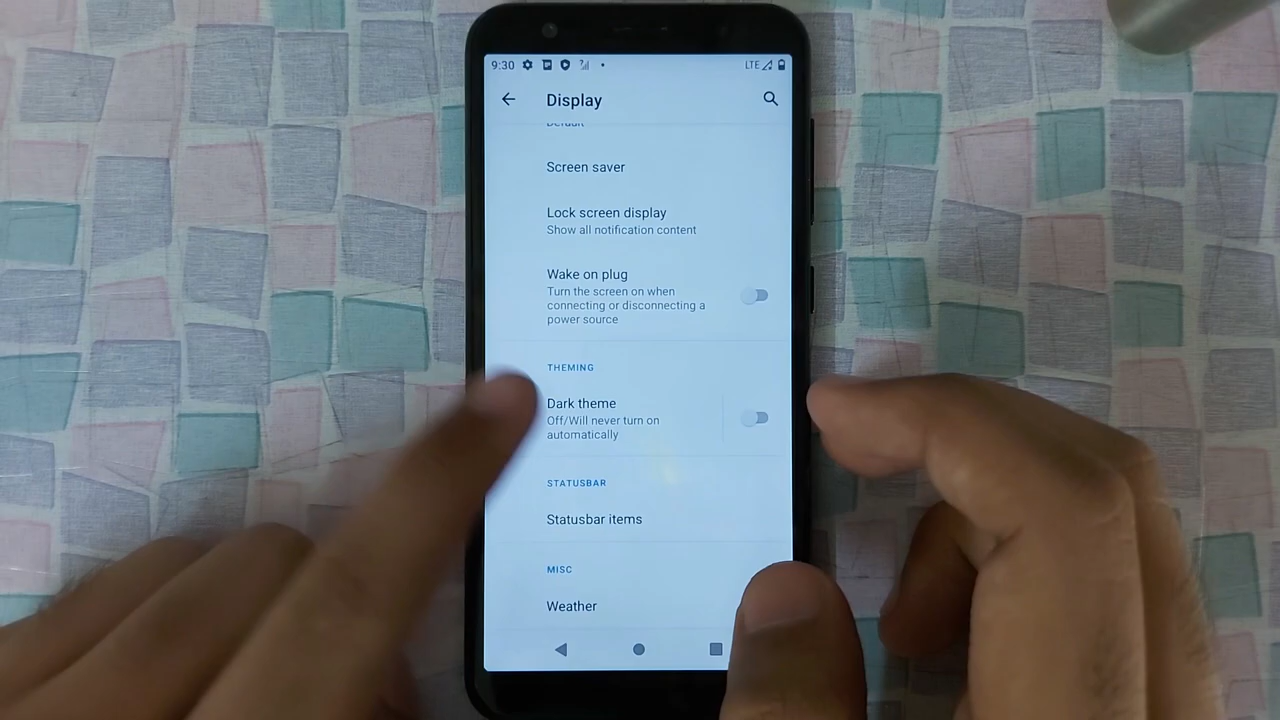 9:30
LTE
Display
Default
Screen saver
Lock screen display
Show all notification content
Wake on plug
Turn the screen on when
connecting or disconnecting a
power source
THEMING
Dark theme
Off/Will never turn on
automatically
STATUSBAR
Statusbar items
MISC
Weather